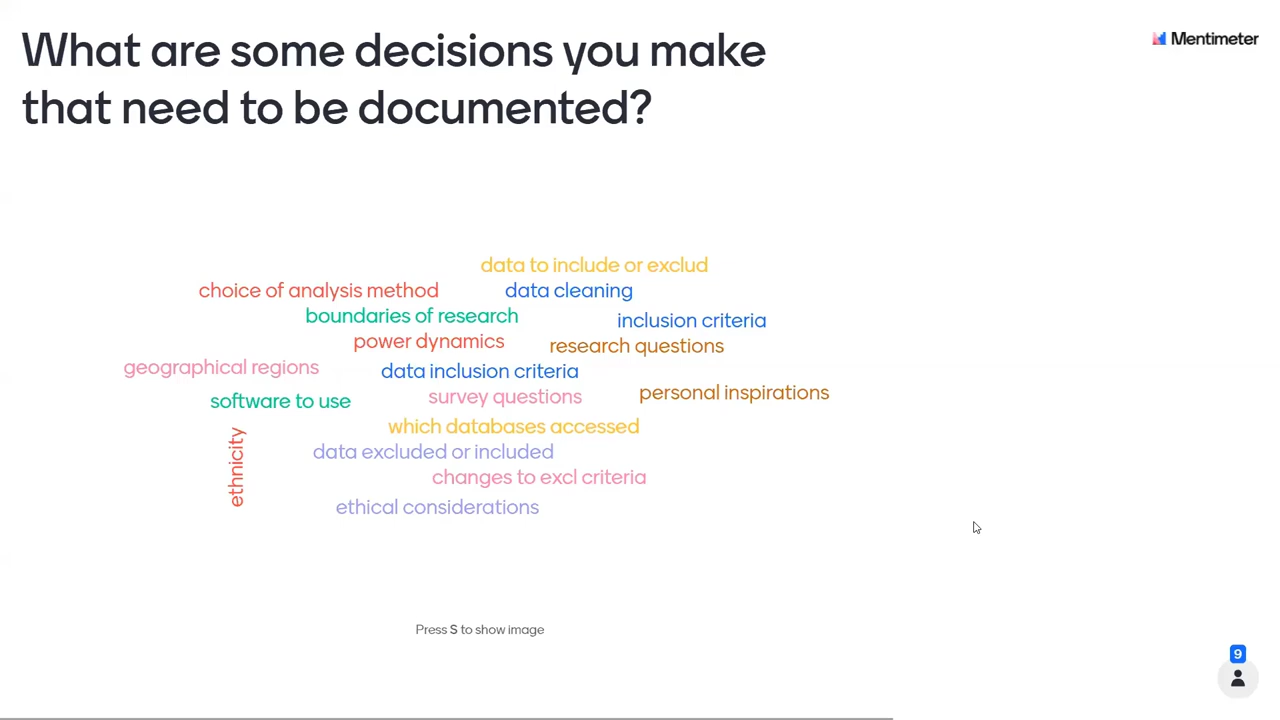 What are some decisions you make
that need to be documented?
Mentimeter
data to include or exclud
choice of analysis method
data cleaning
boundaries of research
inclusion criteria
power dynamics
research questions
geographical regions
data inclusion criteria
survey questions
personal inspirations
software to use
which databases accessed
ethnicity
data excluded or included
changes to excl criteria
ethical considerations
Press S to show image
9